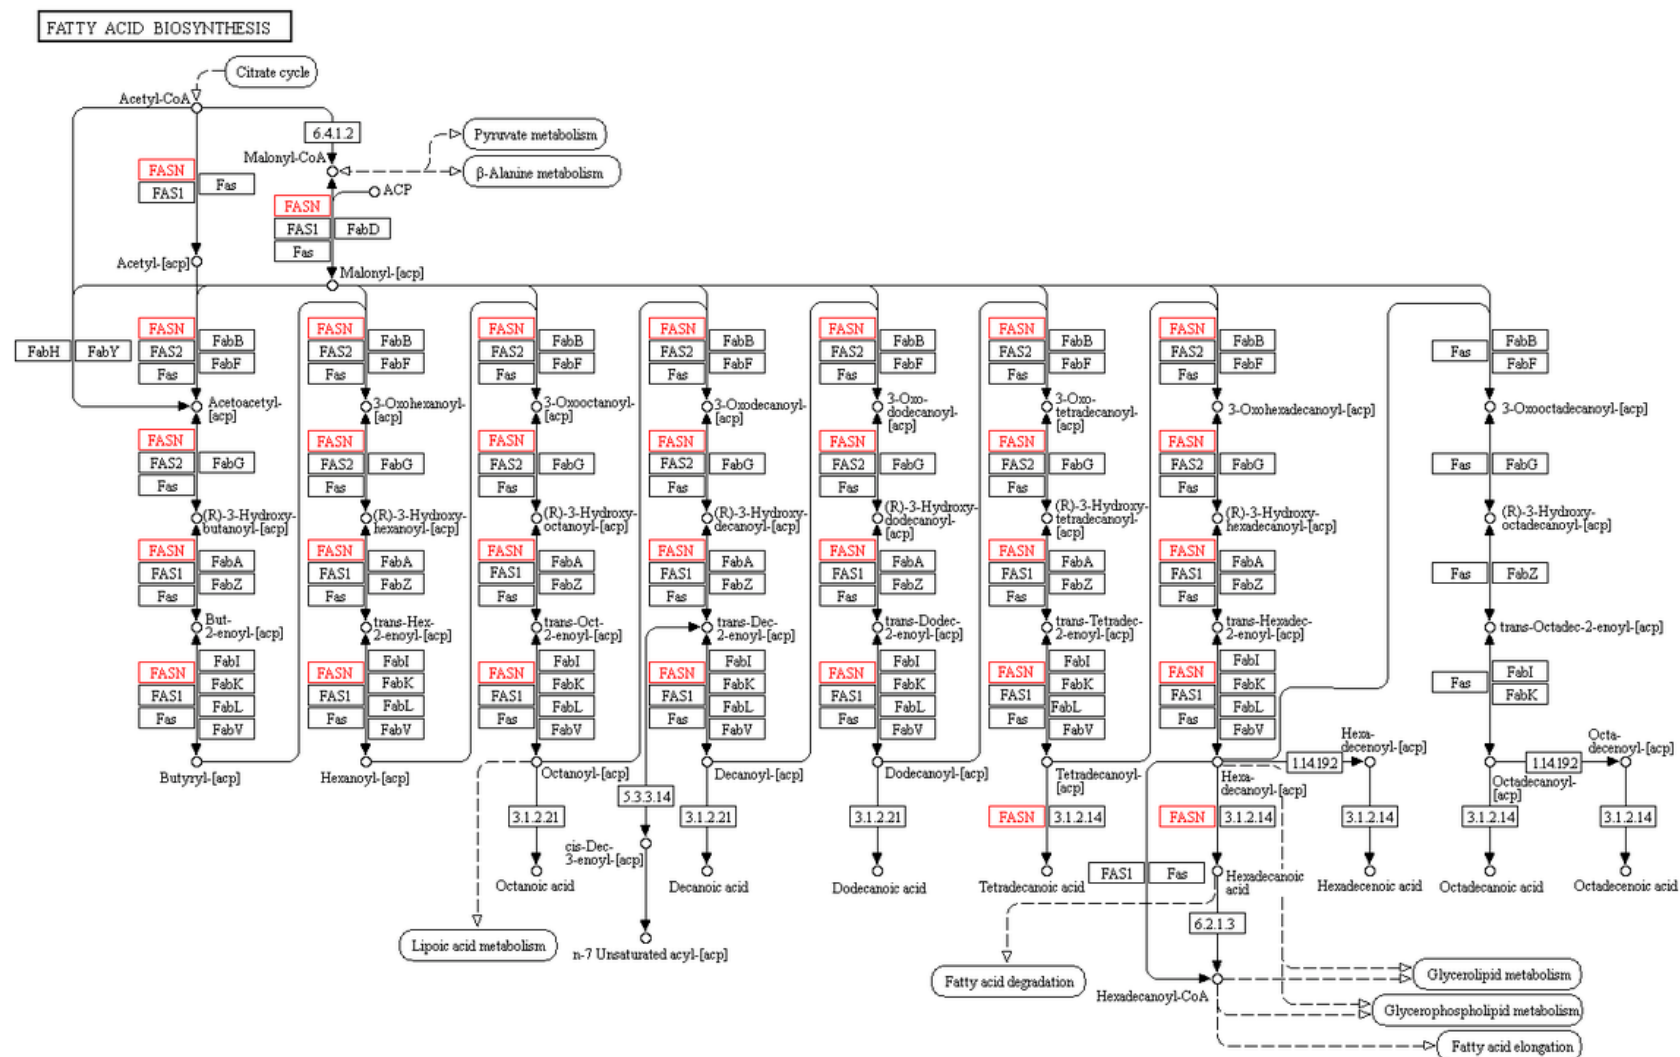 FATTY ACID BIOSYNTHESIS
Citrate cycle
Acetyl-CoA
6.4.1.2
Pyruvate metabolism
Malonyl-CoA
β-Alanine metabolism
FASN
Fas
FAS1
ACP
FASN
FAS1
FabD
Fas
Acetyl-[acp]
Malonyl-[acp]
FabH
FabY
FASN
FAS2
Fas
FabB
FabF
FASN
FAS2
Fas
FabB
FabF
FASN
FAS2
Fas
FabB
FabF
FASN
FAS2
Fas
FabB
FabF
FASN
FAS2
Fas
FabB
FabF
FASN
FAS2
Fas
FabB
FabF
FASN
FAS2
Fas
FabB
FabF
Fas
FabB
FabF
Acetoacetyl-
[acp]
3-Oxohexanoyl-
[acp]
3-Oxooctanoyl-
[acp]
3-Oxodecanoyl-
[acp]
3-Oxo-
dodecanoyl-
[acp]
3-Oxo-
tetradecanoyl-
[acp]
3-Oxohexadecanoyl-[acp]
3-Oxooctadecanoyl-[acp]
FASN
FAS2
Fas
FabG
FASN
FAS2
Fas
FabG
FASN
FAS2
Fas
FabG
FASN
FAS2
Fas
FabG
FASN
FAS2
Fas
FabG
FASN
FAS2
Fas
FabG
FASN
FAS2
Fas
FabG
Fas
FabG
(R)-3-Hydroxy-
butanoyl-[acp]
(R)-3-Hydroxy-
hexanoyl-[acp]
(R)-3-Hydroxy-
octanoyl-[acp]
(R)-3-Hydroxy-
decanoyl-[acp]
(R)-3-Hydroxy-
dodecanoyl-
[acp]
(R)-3-Hydroxy-
tetradecanoyl-
[acp]
(R)-3-Hydroxy-
hexadecanoyl-[acp]
(R)-3-Hydroxy-
octadecanoyl-[acp]
FASN
FAS1
Fas
FabA
FabZ
FASN
FAS1
Fas
FabA
FabZ
FASN
FAS1
Fas
FabA
FabZ
FASN
FAS1
Fas
FabA
FabZ
FASN
FAS1
Fas
FabA
FabZ
FASN
FAS1
Fas
FabA
FabZ
FASN
FAS1
Fas
FabA
FabZ
Fas
FabZ
But-
2-enoyl-[acp]
trans-Hex-
2-enoyl-[acp]
trans-Oct-
2-enoyl-[acp]
trans-Dec-
2-enoyl-[acp]
trans-Dodec-
2-enoyl-[acp]
trans-Tetradec-
2-enoyl-[acp]
trans-Hexadec-
2-enoyl-[acp]
trans-Octadec-2-enoyl-[acp]
FASN
FAS1
Fas
FabI
FabK
FabL
FabV
FASN
FAS1
Fas
FabI
FabK
FabL
FabV
FASN
FAS1
Fas
FabI
FabK
FabL
FabV
FASN
FAS1
Fas
FabI
FabK
FabL
FabV
FASN
FAS1
Fas
FabI
FabK
FabL
FabV
FASN
FAS1
Fas
FabI
FabK
FabL
FabV
FASN
FAS1
Fas
FabI
FabK
FabL
FabV
Fas
FabI
FabK
Butyryl-[acp]
Hexanoyl-[acp]
Octanoyl-[acp]
Decanoyl-[acp]
Dodecanoyl-[acp]
Tetradecanoyl-
[acp]
Hexa-
decanoyl-[acp]
1.14.19.2
Hexa-
decenoyl-[acp]
Octadecanoyl-
[acp]
1.14.19.2
Octa-
decenoyl-[acp]
3.1.2.21
5.3.3.14
3.1.2.21
3.1.2.21
FASN
3.1.2.14
FASN
3.1.2.14
3.1.2.14
3.1.2.14
3.1.2.14
cis-Dec-
3-enoyl-[acp]
Octanoic acid
Decanoic acid
Dodecanoic acid
Tetradecanoic acid
FAS1
Fas
Hexadecanoic
acid
Hexadecenoic acid
Octadecanoic acid
Octadecenoic acid
6.2.1.3
Lipoic acid metabolism
n-7 Unsaturated acyl-[acp]
Fatty acid degradation
Hexadecanoyl-CoA
Glycerolipid metabolism
Glycerophospholipid metabolism
Fatty acid elongation